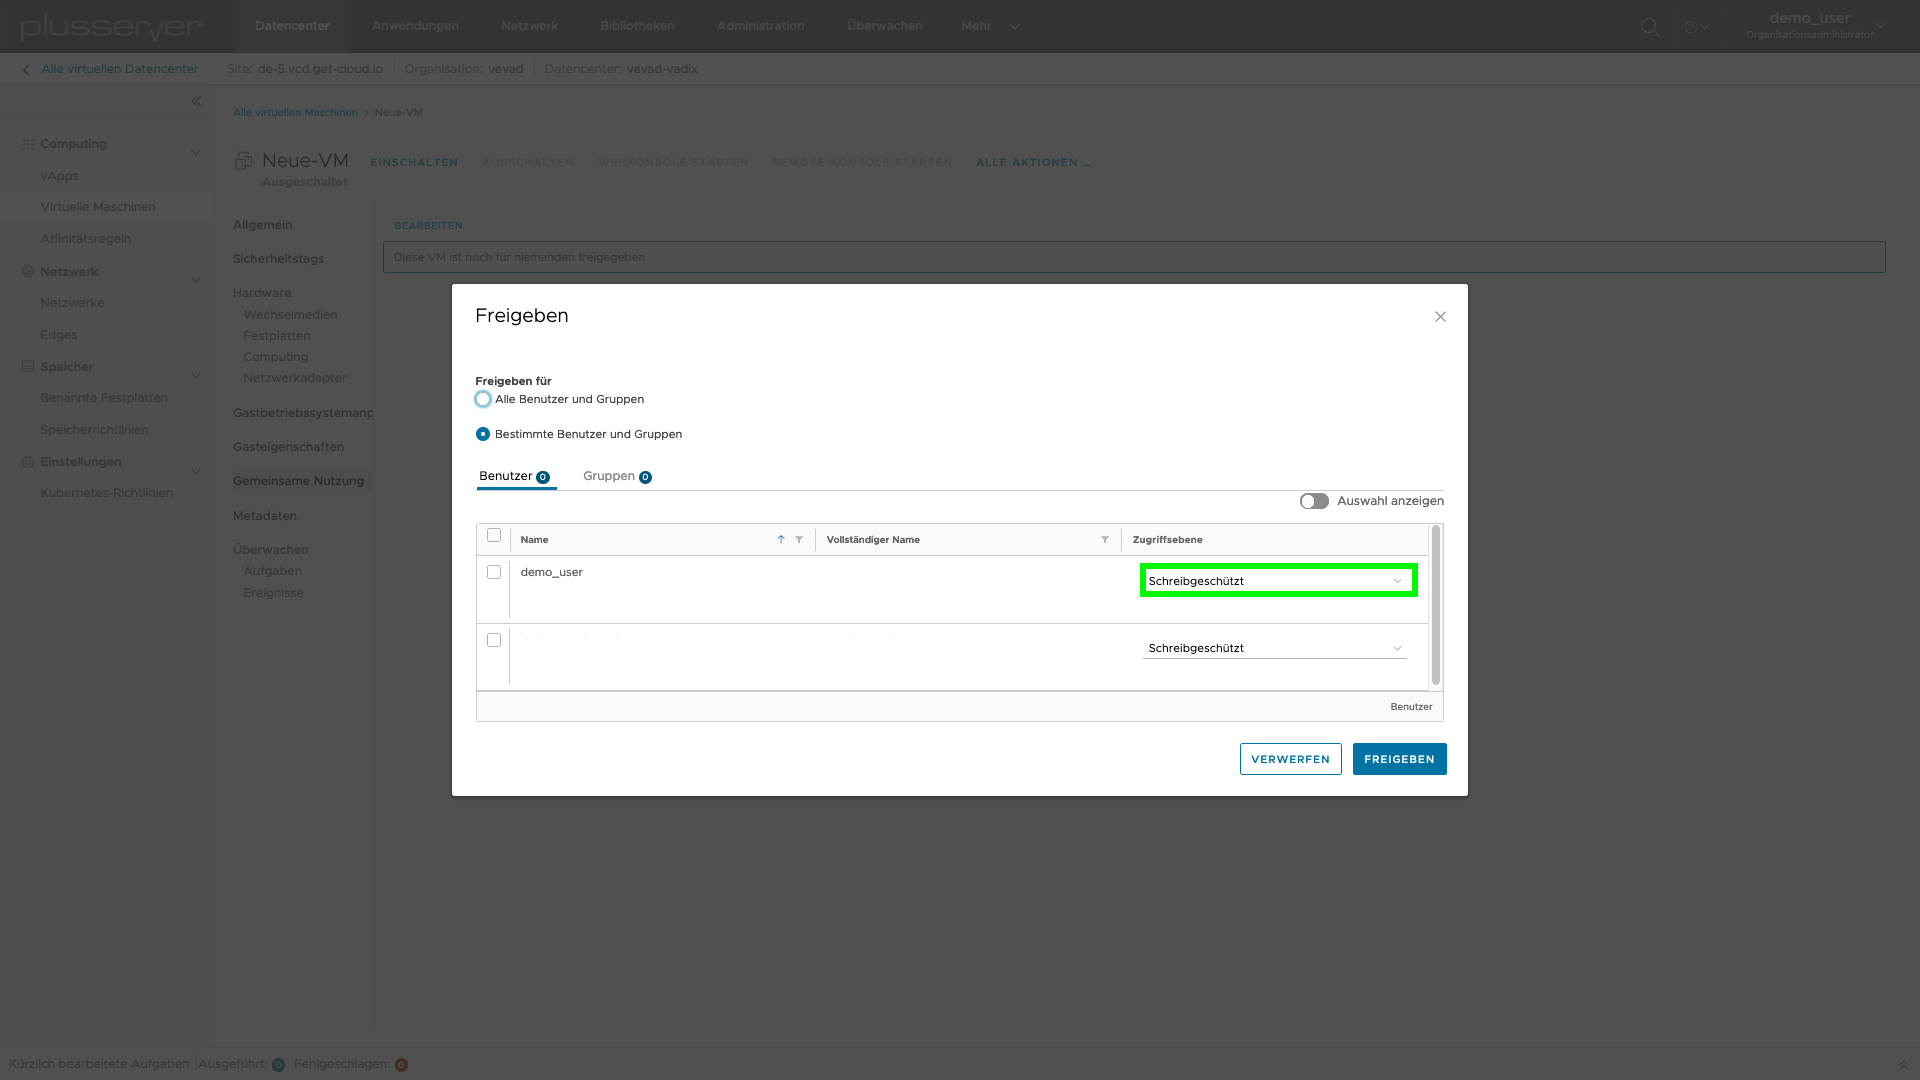 plusserver
Datencenter
Anwendungen
Netzwerk
Bibliotheken
Administration
Überwachen
Mehr
demo_user
Organisationsadministrator
Alle virtuellen Datencenter
Site: de-5.vcd.get-cloud.io
Organisation: vevad
Datencenter: vevad-vadix
Alle virtuellen Maschinen > Neue-VM
Computing
vApps
Virtuelle Maschinen
Affinitätsregeln
Netzwerk
Netzwerke
Edges
Speicher
Benannte Festplatten
Speicherrichtlinien
Einstellungen
Kubernetes-Richtlinien
Neue-VM
Ausgeschaltet
EINSCHALTEN
AUSSCHALTEN
WEBKONSOLE STARTEN
REMOTE-KONSOLE STARTEN
ALLE AKTIONEN ...
Allgemein
Sicherheitstags
Hardware
Wechselmedien
Festplatten
Computing
Netzwerkadapter
Gastbetriebssystemanp
Gasteigenschaften
Gemeinsame Nutzung
Metadaten
Überwachen
Aufgaben
Ereignisse
BEARBEITEN
Diese VM ist noch für niemanden freigegeben.
Freigeben
Freigeben für
Alle Benutzer und Gruppen
Bestimmte Benutzer und Gruppen
Benutzer 0
Gruppen 0
Auswahl anzeigen
Name
Vollständiger Name
Zugriffsebene
demo_user
Schreibgeschützt
Schreibgeschützt
Benutzer
VERWERFEN
FREIGEBEN
Kürzlich bearbeitete Aufgaben
Ausgeführt: 0
Fehlgeschlagen: 0